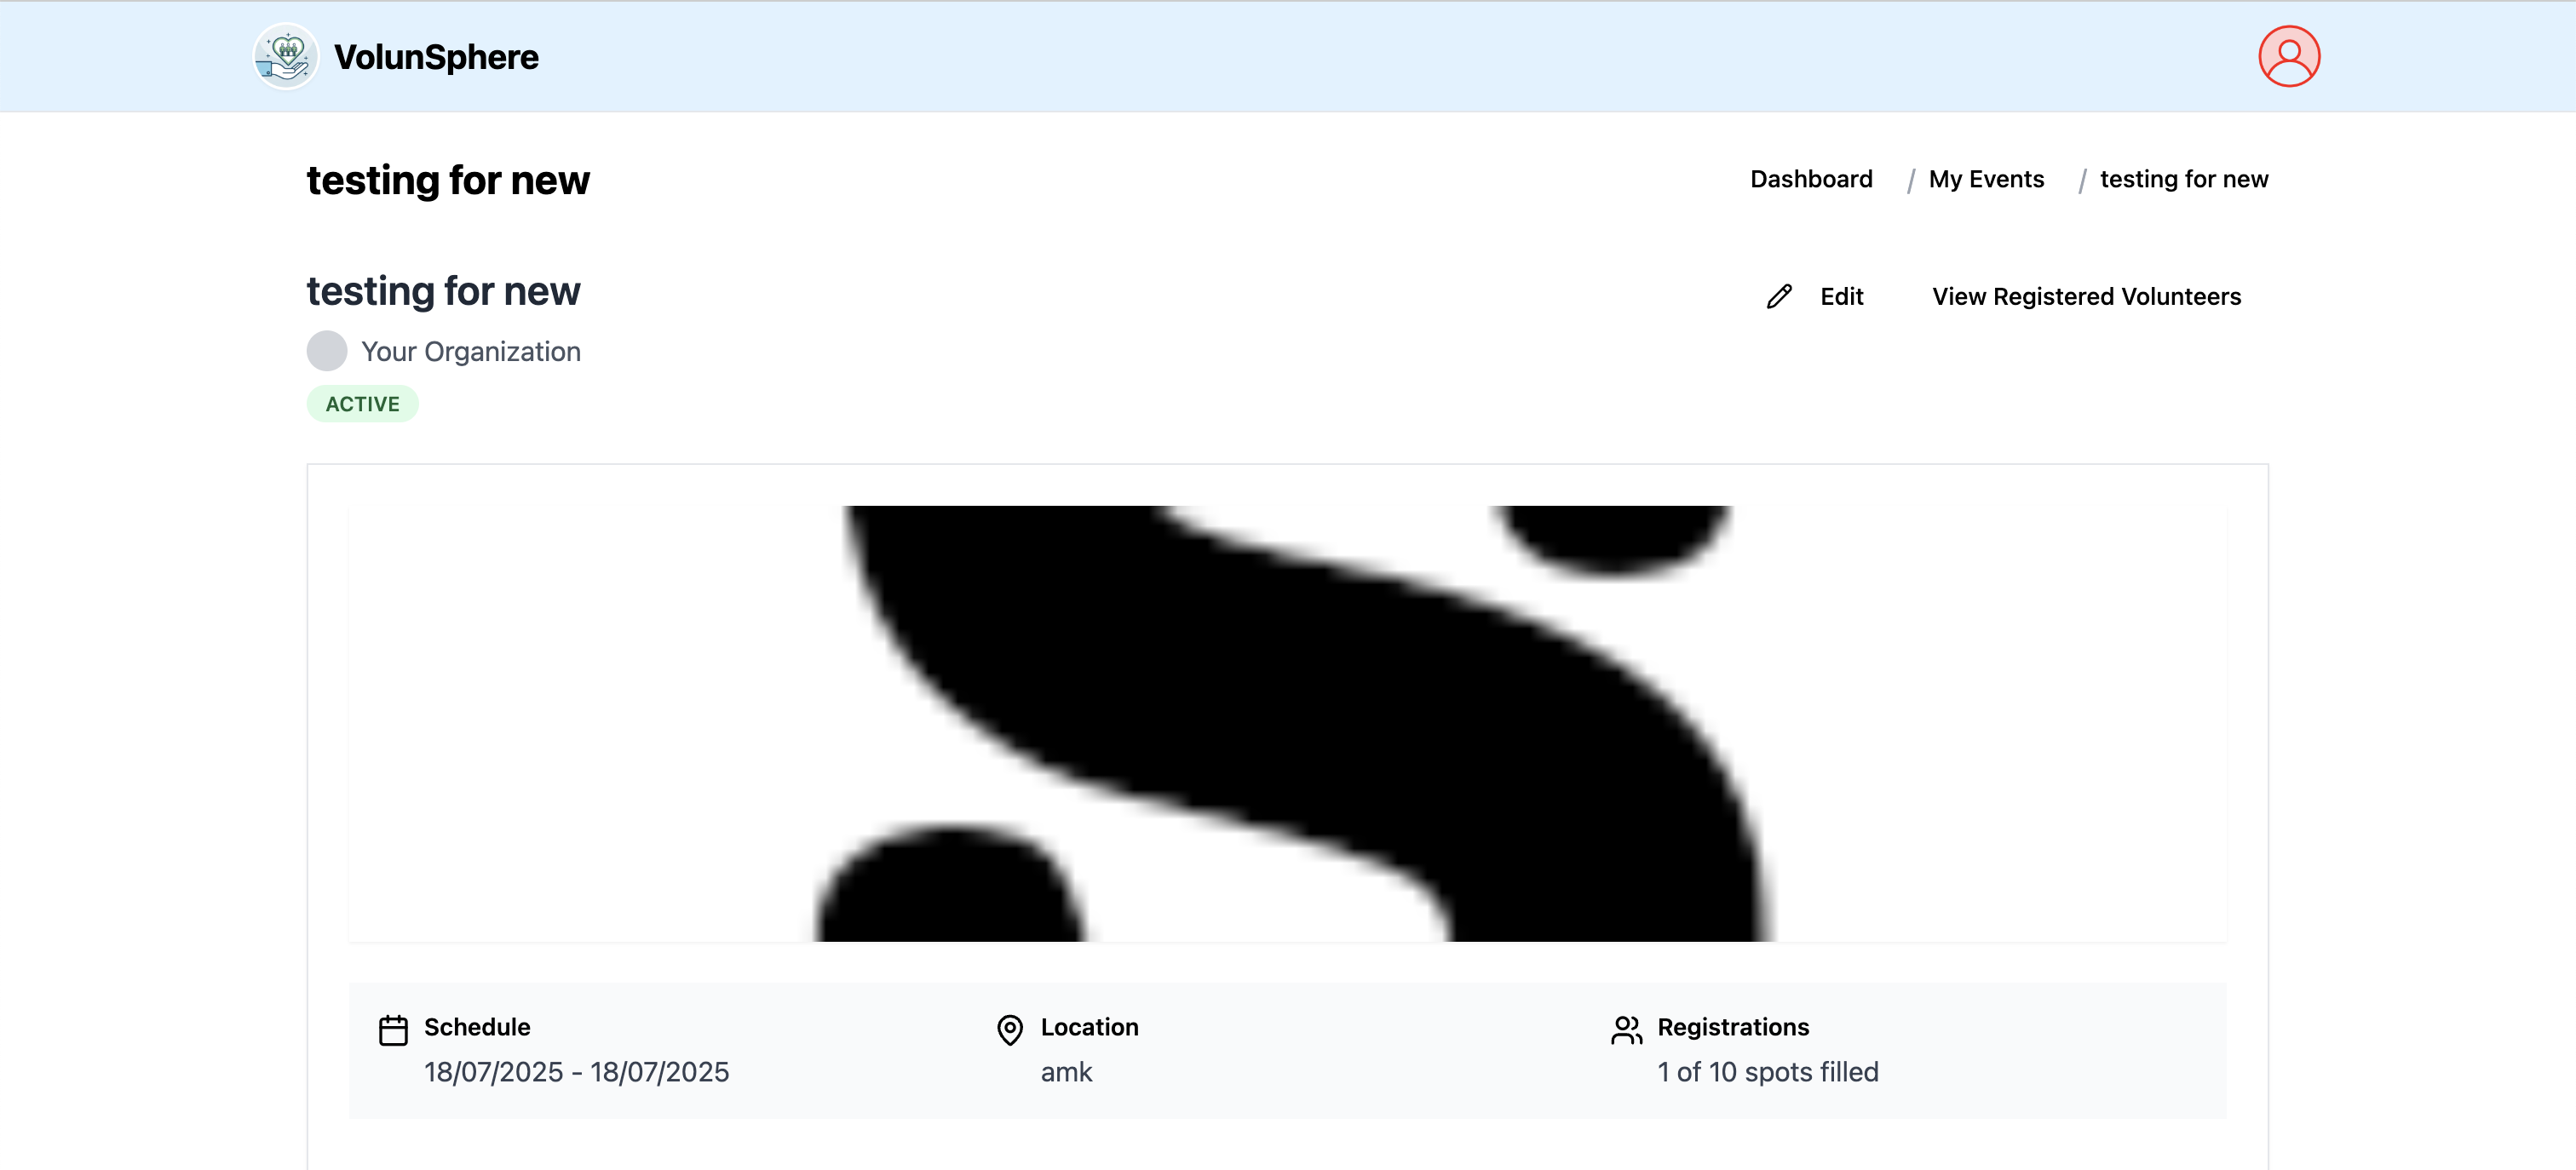 VolunSphere
testing for new
Dashboard / My Events / testing for new
testing for new
Edit
View Registered Volunteers
Your Organization
ACTIVE
Schedule
18/07/2025 - 18/07/2025
Location
amk
Registrations
1 of 10 spots filled